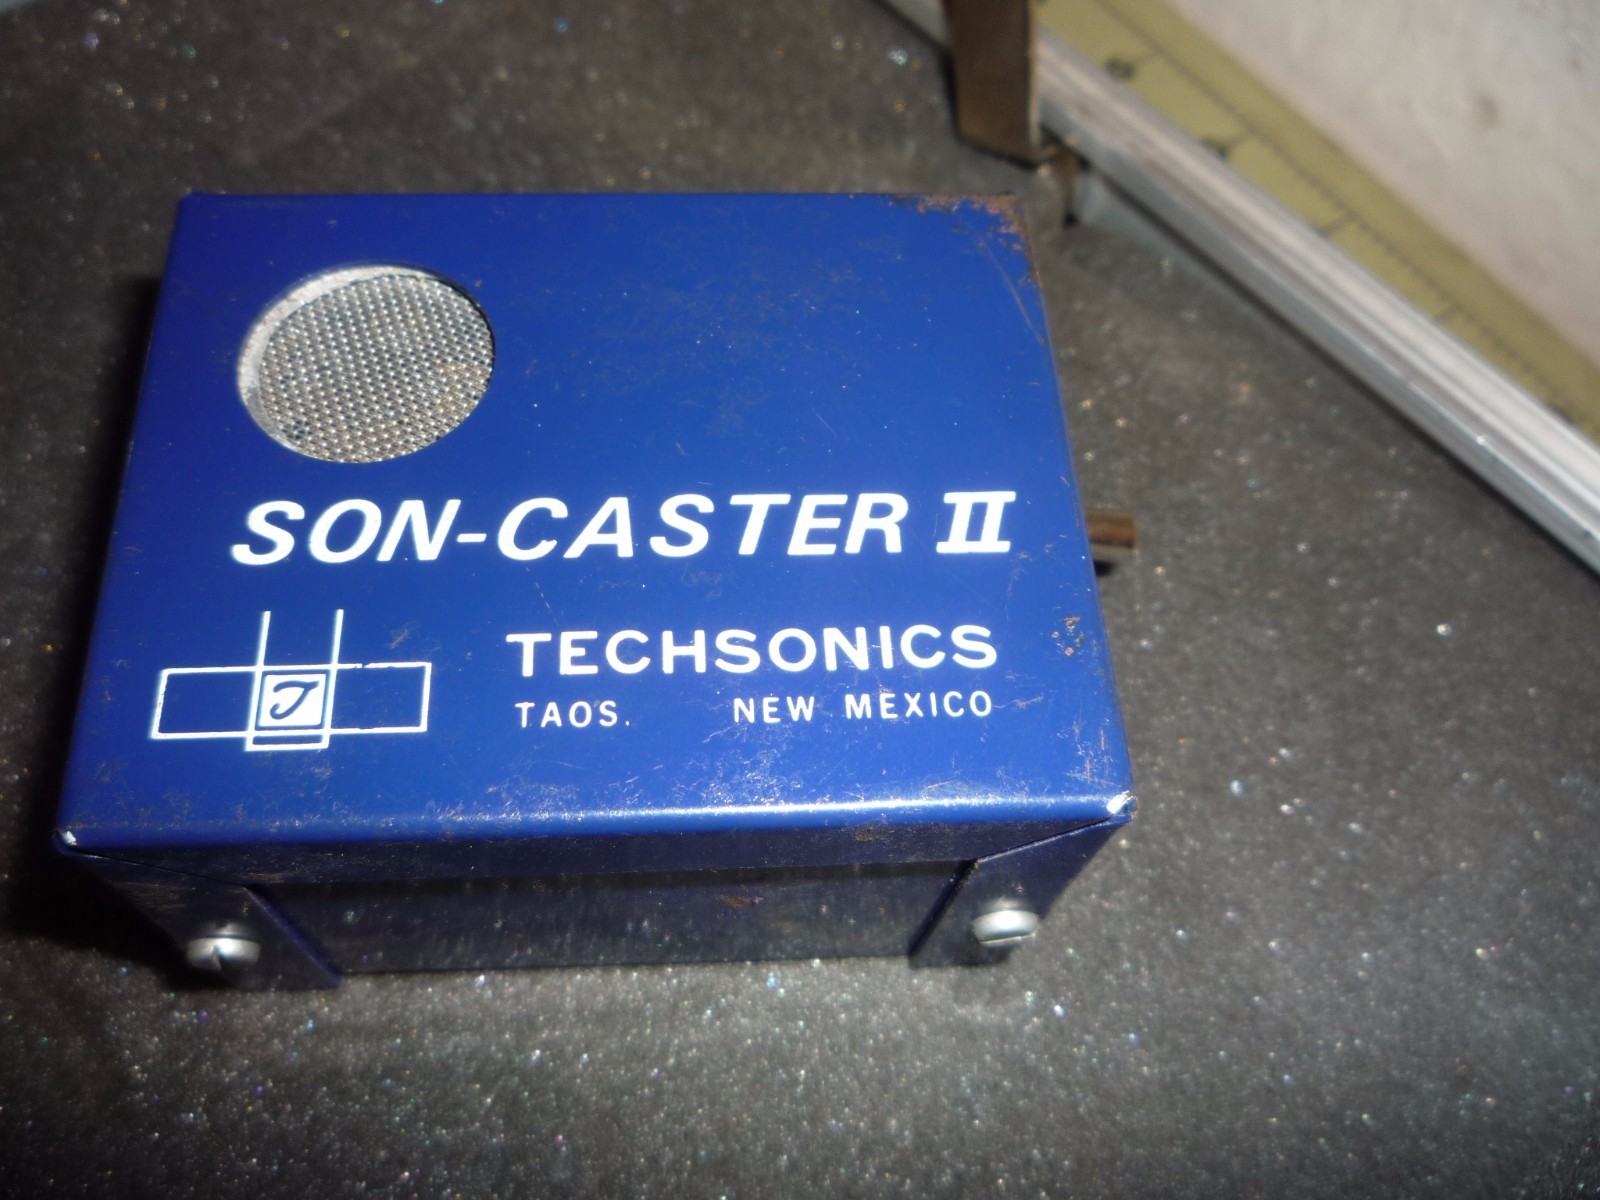 SON-CASTER II
TECHSONICS
TAOS. NEW MEXICO
T